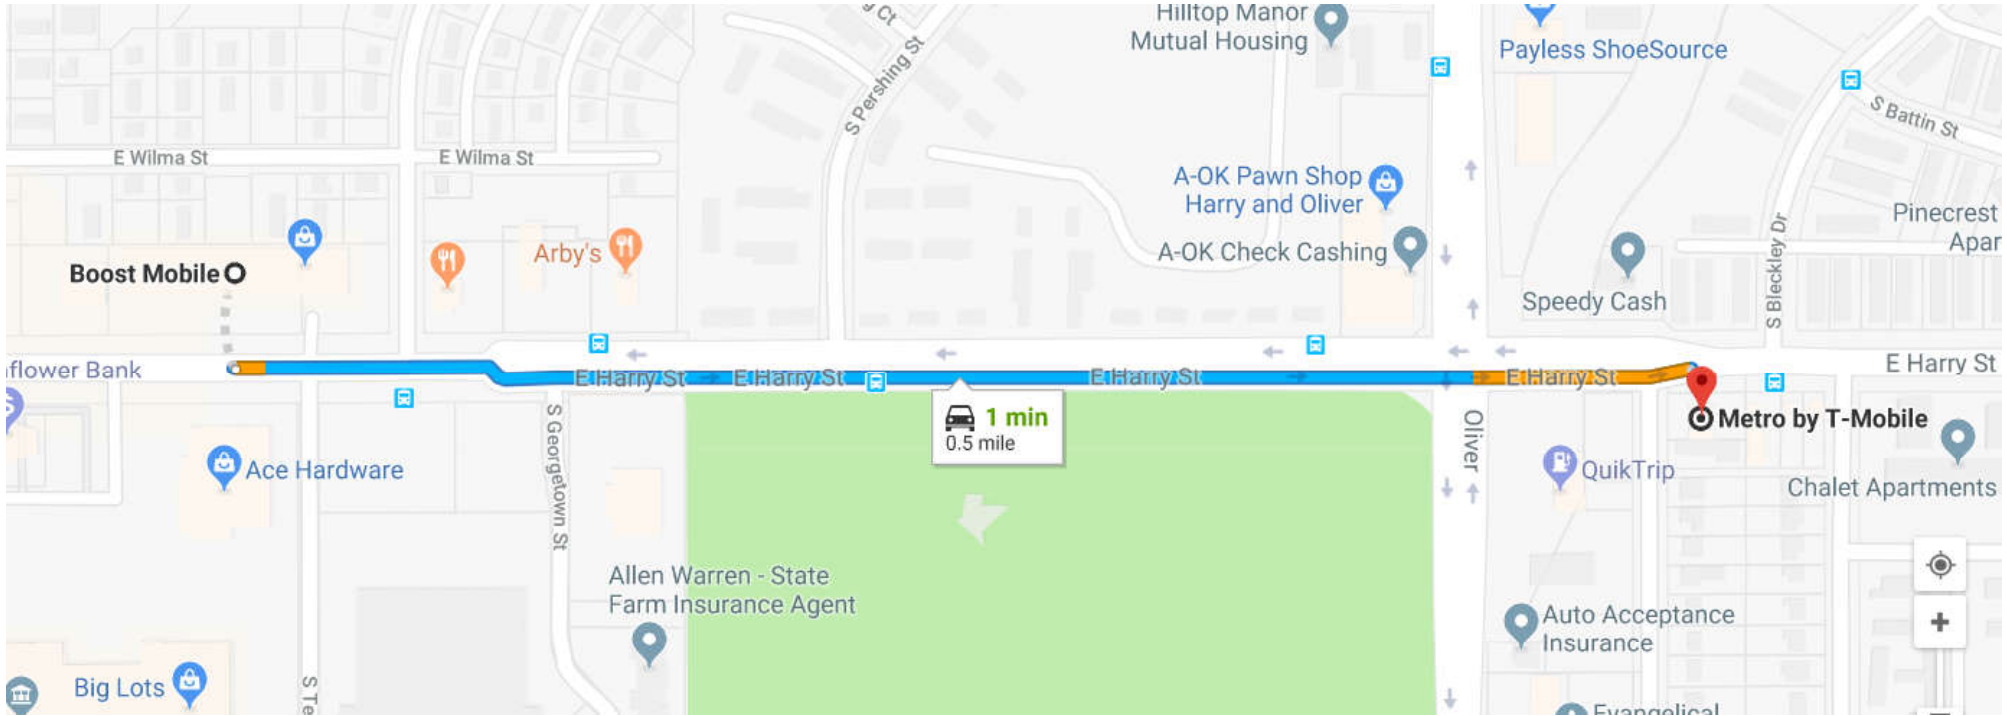 g Ct
Hilltop Manor
Mutual Housing
Payless ShoeSource
S Pershing St
S Battin St
E Wilma St
E Wilma St
A-OK Pawn Shop
Harry and Oliver
Pinecrest
Apar
Arby's
A-OK Check Cashing
S Bleckley Dr
Boost Mobile
Speedy Cash
flower Bank
E Harry St
E Harry St
E Harry St
E Harry St
E Harry St
1 min
0.5 mile
Metro by T-Mobile
S Georgetown St
Oliver
Ace Hardware
QuikTrip
Chalet Apartments
Allen Warren - State
Farm Insurance Agent
Auto Acceptance
Insurance
Big Lots
S Te
Evangelical